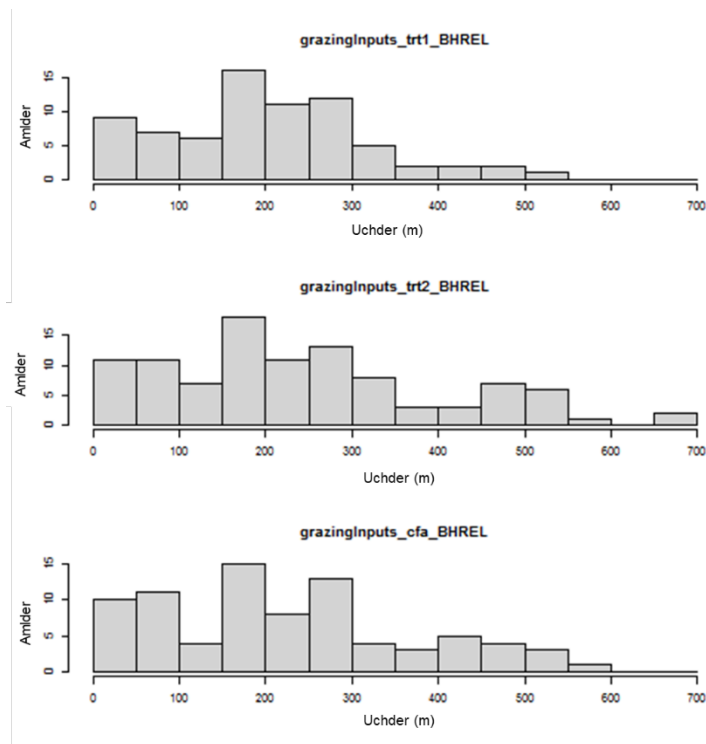 grazingInputs_trt1_BHREL
Amlder
15
10
5
0
0 100 200 300 400 500 600 700
Uchder (m)
grazingInputs_trt2_BHREL
Amlder
15
10
5
0
0 100 200 300 400 500 600 700
Uchder (m)
grazingInputs_cfa_BHREL
Amlder
15
10
5
0
0 100 200 300 400 500 600 700
Uchder (m)